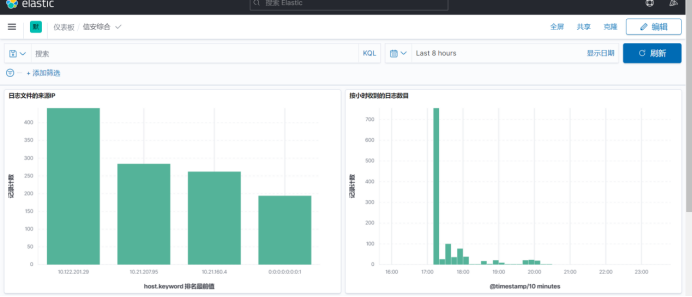 elastic
搜索 Elastic
默
仪表板 / 信安综合
全屏 共享 克隆 编辑
搜索
KQL
Last 8 hours
显示日期
刷新
+ 添加筛选
日志文件的来源IP
记录计数
400
350
300
250
200
150
100
50
0
10.122.201.29 10.21.207.95 10.21.160.4 0:0:0:0:0:0:0:1
host.keyword 排名最前值
按小时收到的日志数目
记录计数
700
600
500
400
300
200
100
0
16:00 17:00 18:00 19:00 20:00 21:00 22:00 23:00
@timestamp/10 minutes